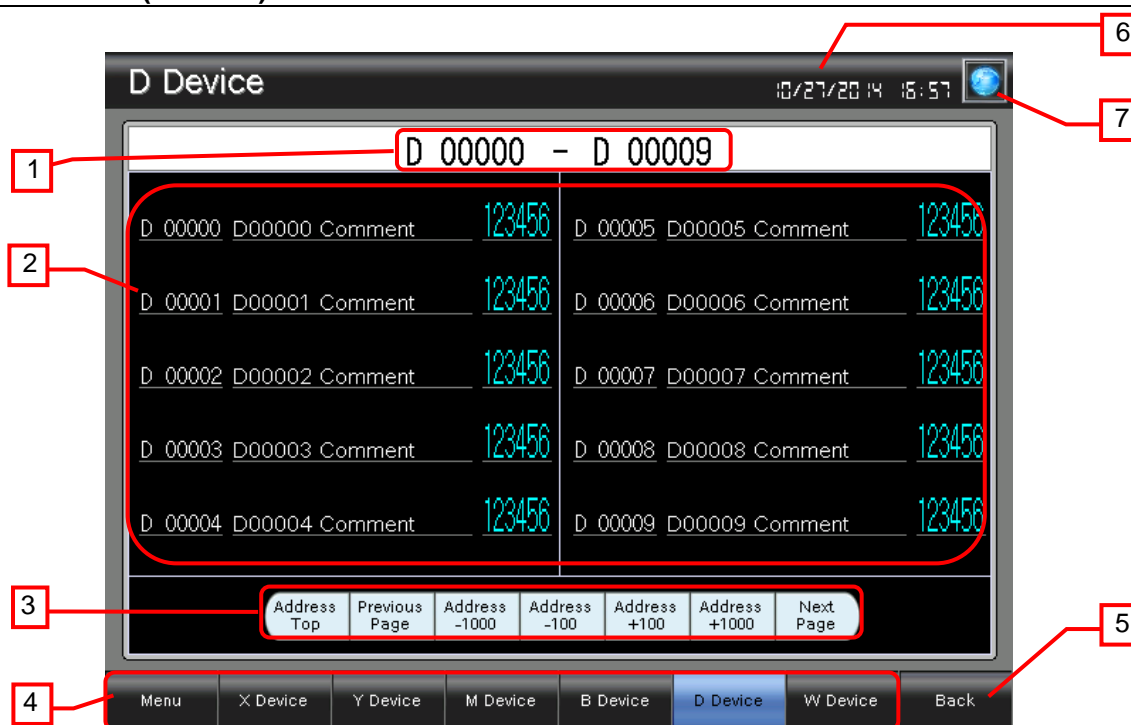 6
D Device
10/27/2014 16:57
7
1
D 00000 - D 00009
2
D 00000 D00000 Comment 123456
D 00005 D00005 Comment 123456
D 00001 D00001 Comment 123456
D 00006 D00006 Comment 123456
D 00002 D00002 Comment 123456
D 00007 D00007 Comment 123456
D 00003 D00003 Comment 123456
D 00008 D00008 Comment 123456
D 00004 D00004 Comment 123456
D 00009 D00009 Comment 123456
3
Address Top
Previous Page
Address -1000
Address -100
Address +100
Address +1000
Next Page
5
4
Menu
X Device
Y Device
M Device
B Device
D Device
W Device
Back